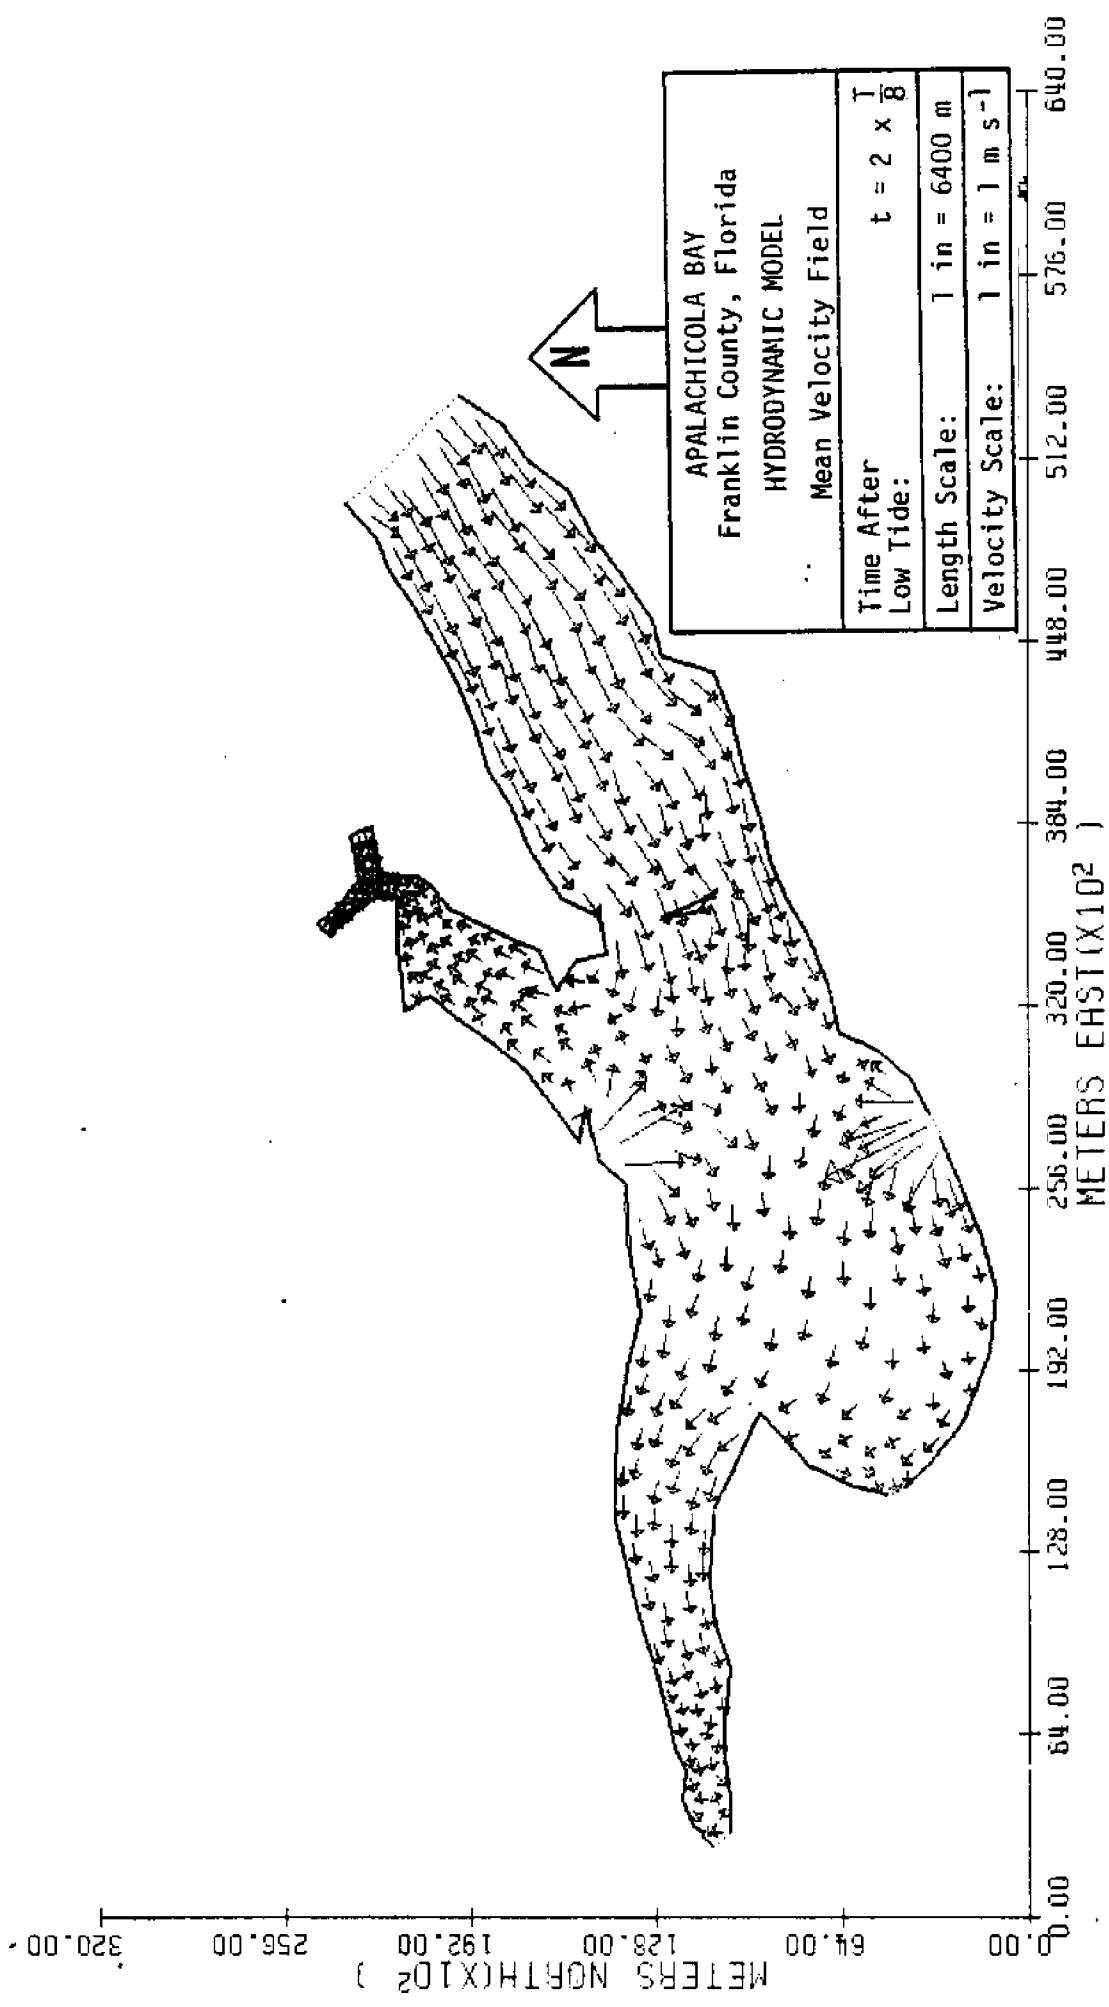 N
APALACHICOLA BAY
Franklin County, Florida
HYDRODYNAMIC MODEL
Mean Velocity Field
Time After
Low Tide: t = 2 x T/8
Length Scale: 1 in = 6400 m
Velocity Scale: 1 in = 1 m s⁻¹
320.00
256.00
192.00
128.00
64.00
0.00
METERS NORTH(X10²)
0.00
64.00
128.00
192.00
256.00
320.00
384.00
448.00
512.00
576.00
640.00
METERS EAST(X10²)